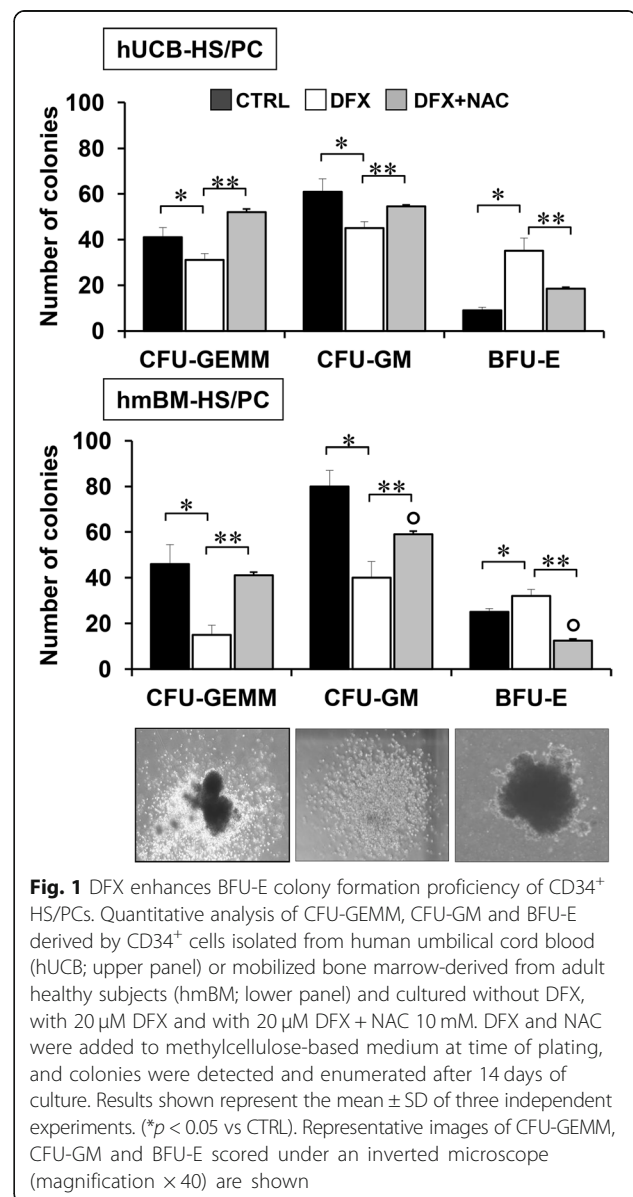 hUCB-HS/PC
100
80
60
40
20
0
Number of colonies
CTRL DFX DFX+NAC
* ** * ** * **
CFU-GEMM CFU-GM BFU-E
hmBM-HS/PC
100
80
60
40
20
0
Number of colonies
* ** * ** * **
CFU-GEMM CFU-GM BFU-E
Fig. 1 DFX enhances BFU-E colony formation proficiency of CD34⁺
HS/PCs. Quantitative analysis of CFU-GEMM, CFU-GM and BFU-E
derived by CD34⁺ cells isolated from human umbilical cord blood
(hUCB; upper panel) or mobilized bone marrow-derived from adult
healthy subjects (hmBM; lower panel) and cultured without DFX,
with 20 μM DFX and with 20 μM DFX + NAC 10 mM. DFX and NAC
were added to methylcellulose-based medium at time of plating,
and colonies were detected and enumerated after 14 days of
culture. Results shown represent the mean ± SD of three independent
experiments. (*p < 0.05 vs CTRL). Representative images of CFU-GEMM,
CFU-GM and BFU-E scored under an inverted microscope
(magnification × 40) are shown